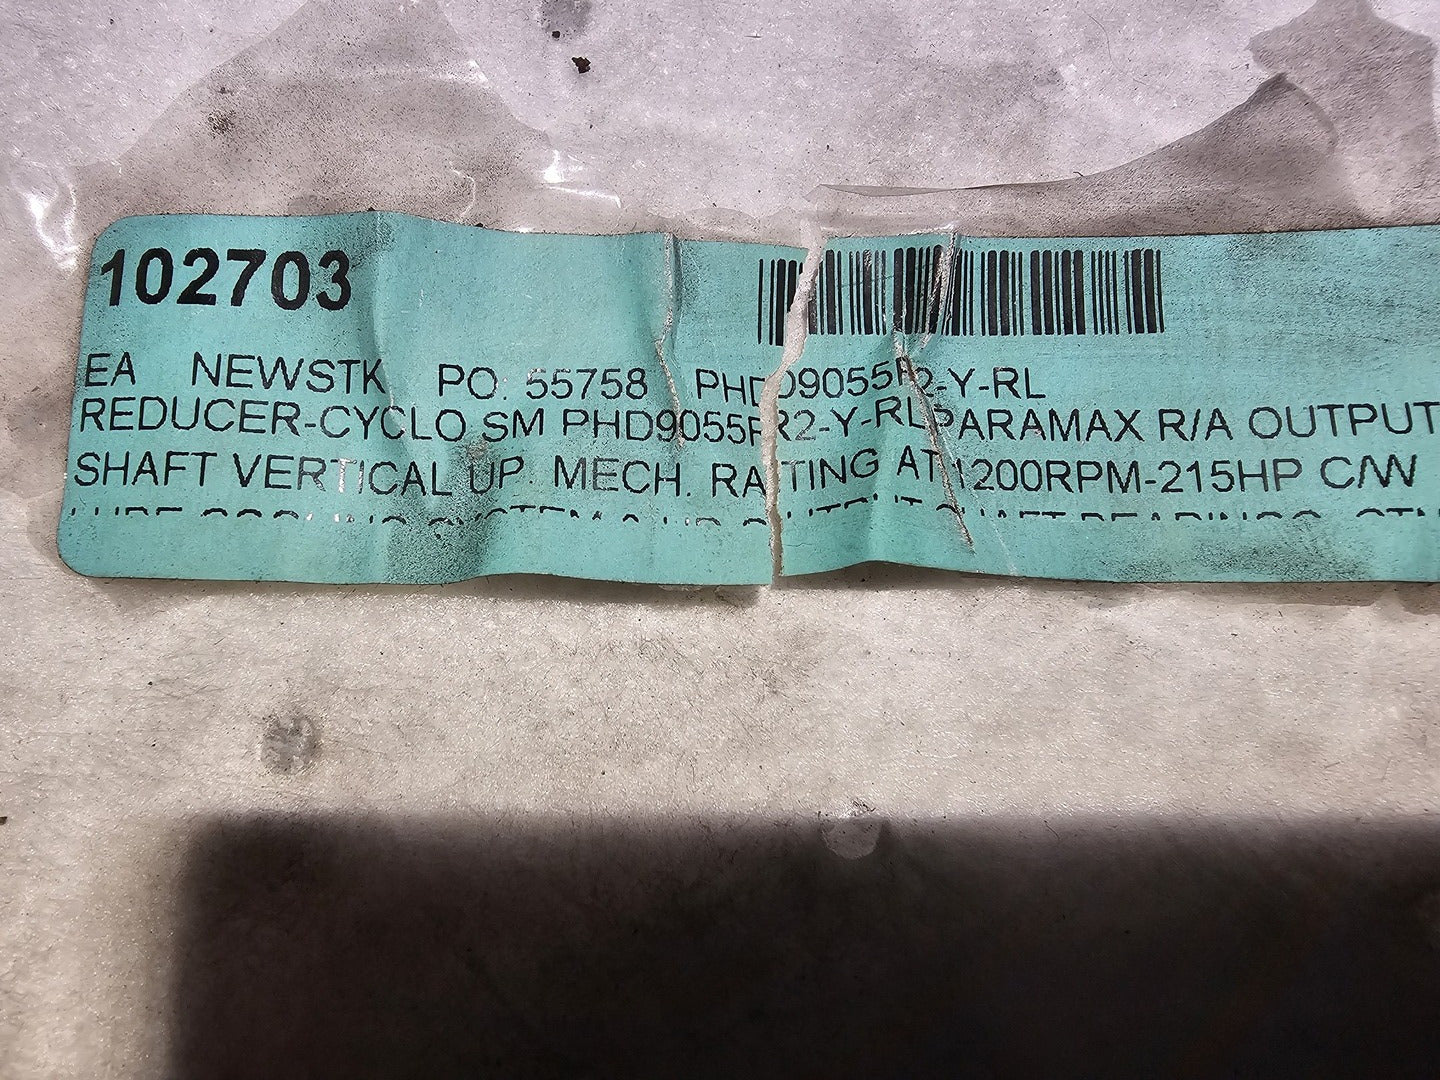 102703
EA NEWSTK PO: 55758 PHD9055R2-Y-RL
REDUCER-CYCLO SM PHD9055R2-Y-RL PARAMAX R/A OUTPUT
SHAFT VERTICAL UP. MECH. RATING AT 1200RPM-215HP C/W